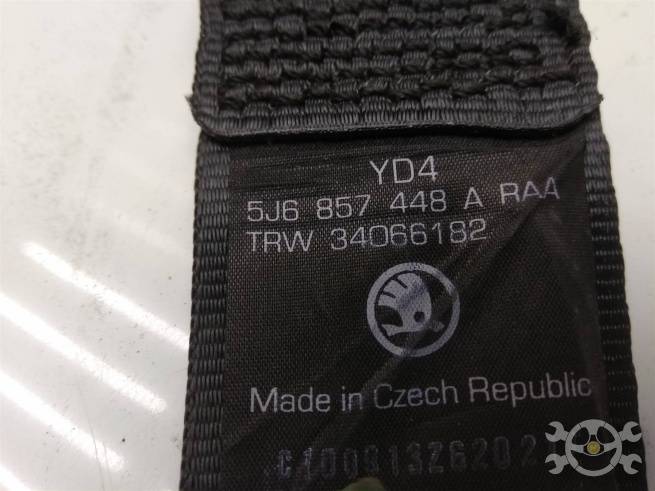 YD4
5J6 857 448 A RAA
TRW 34066182
Made in Czech Republic